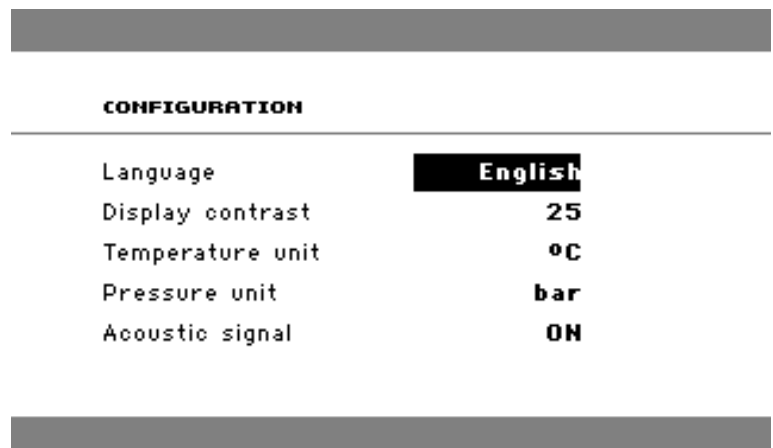 CONFIGURATION
Language English
Display contrast 25
Temperature unit ºC
Pressure unit bar
Acoustic signal ON